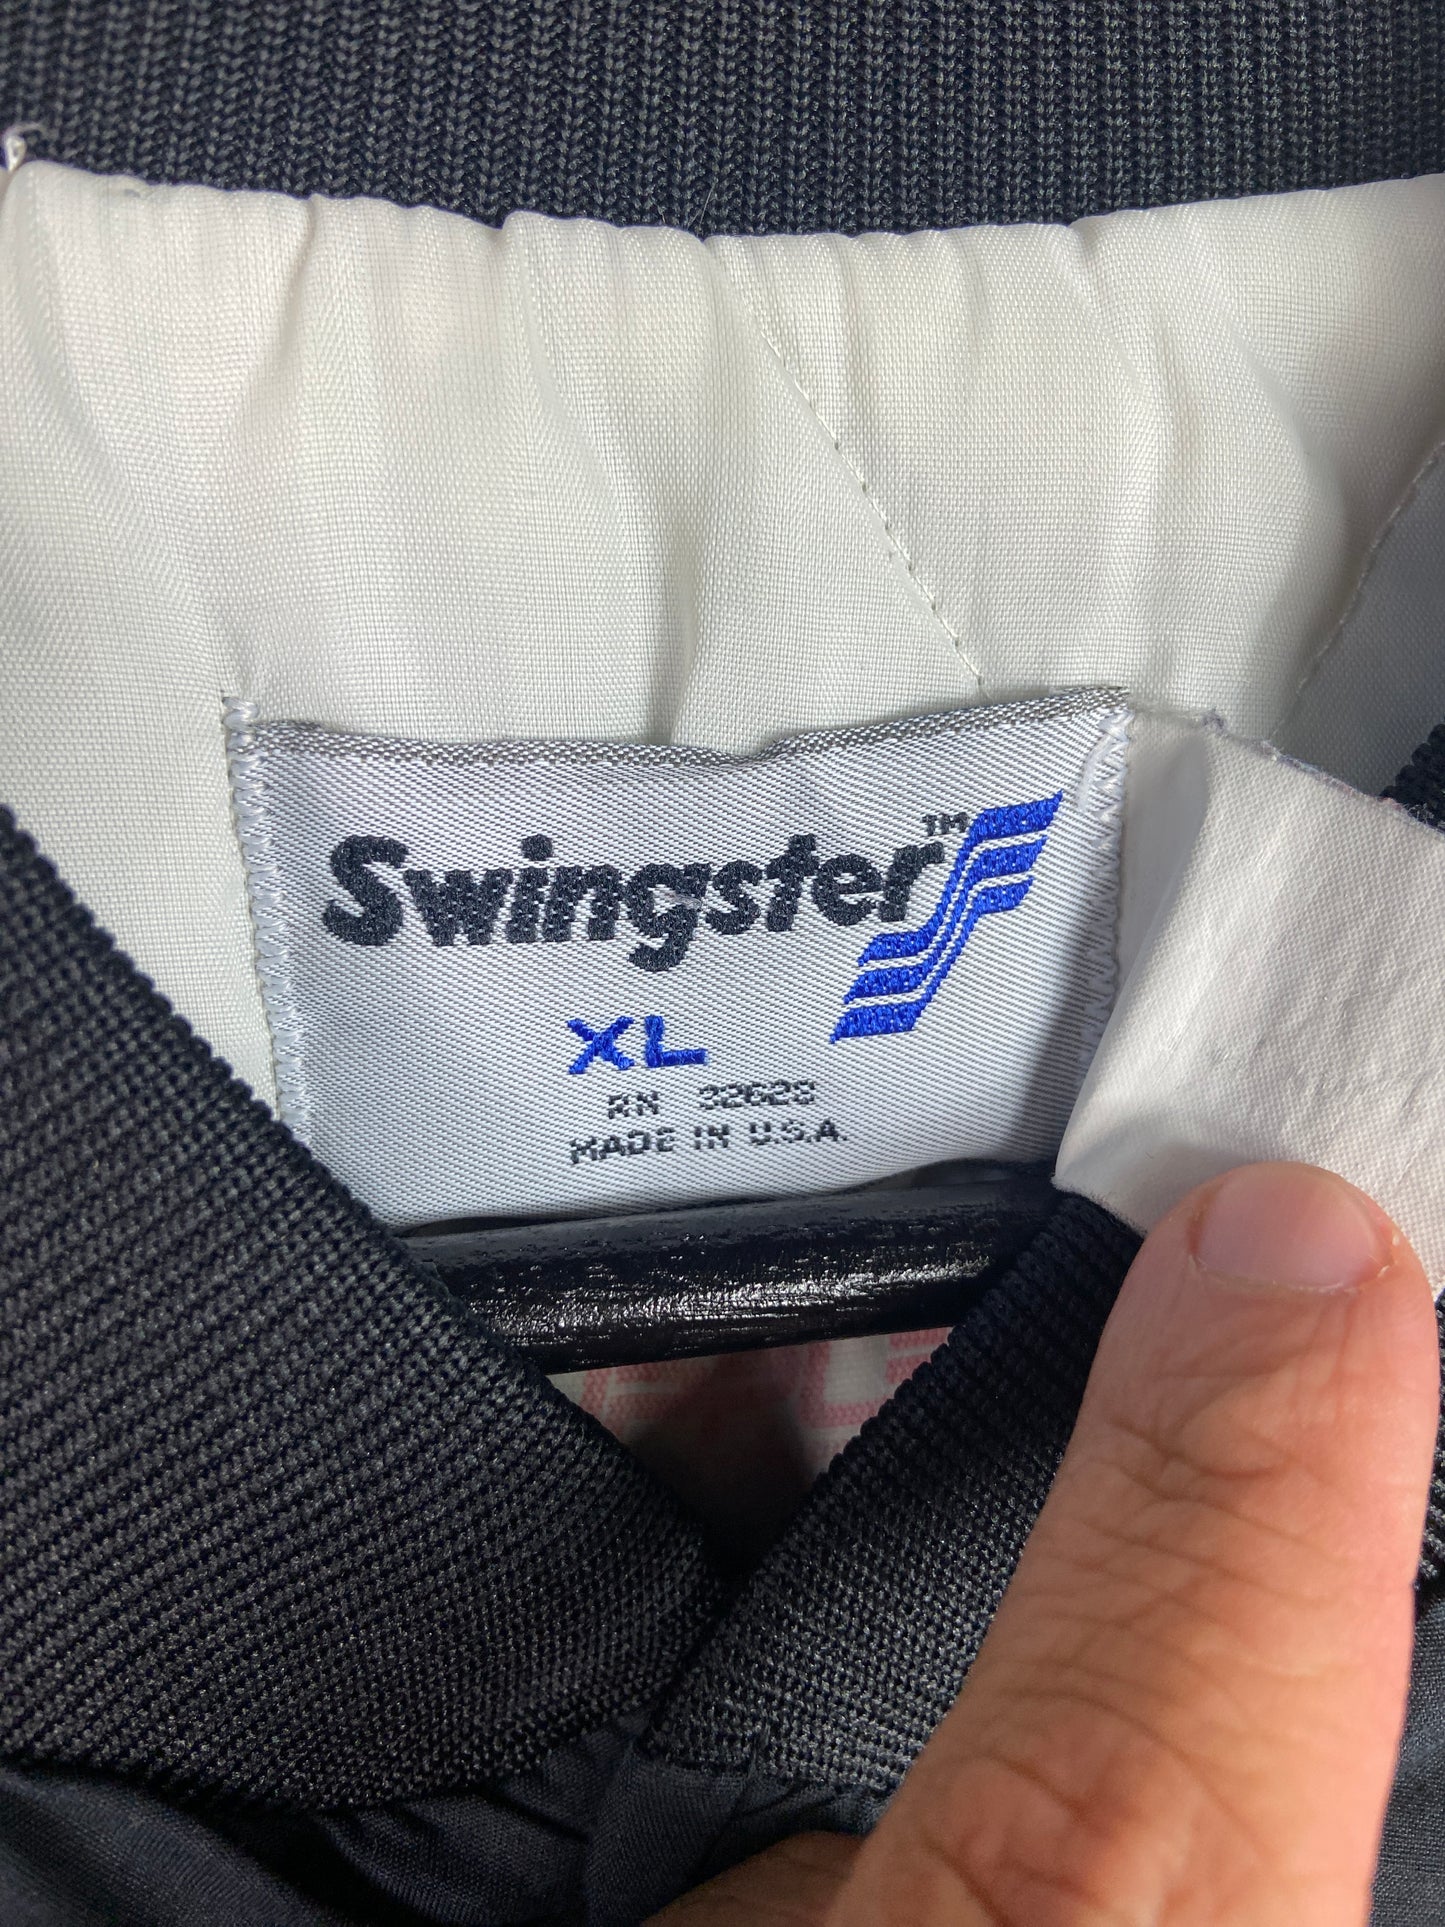 Swingster™
XL
RN 32628
MADE IN U.S.A.